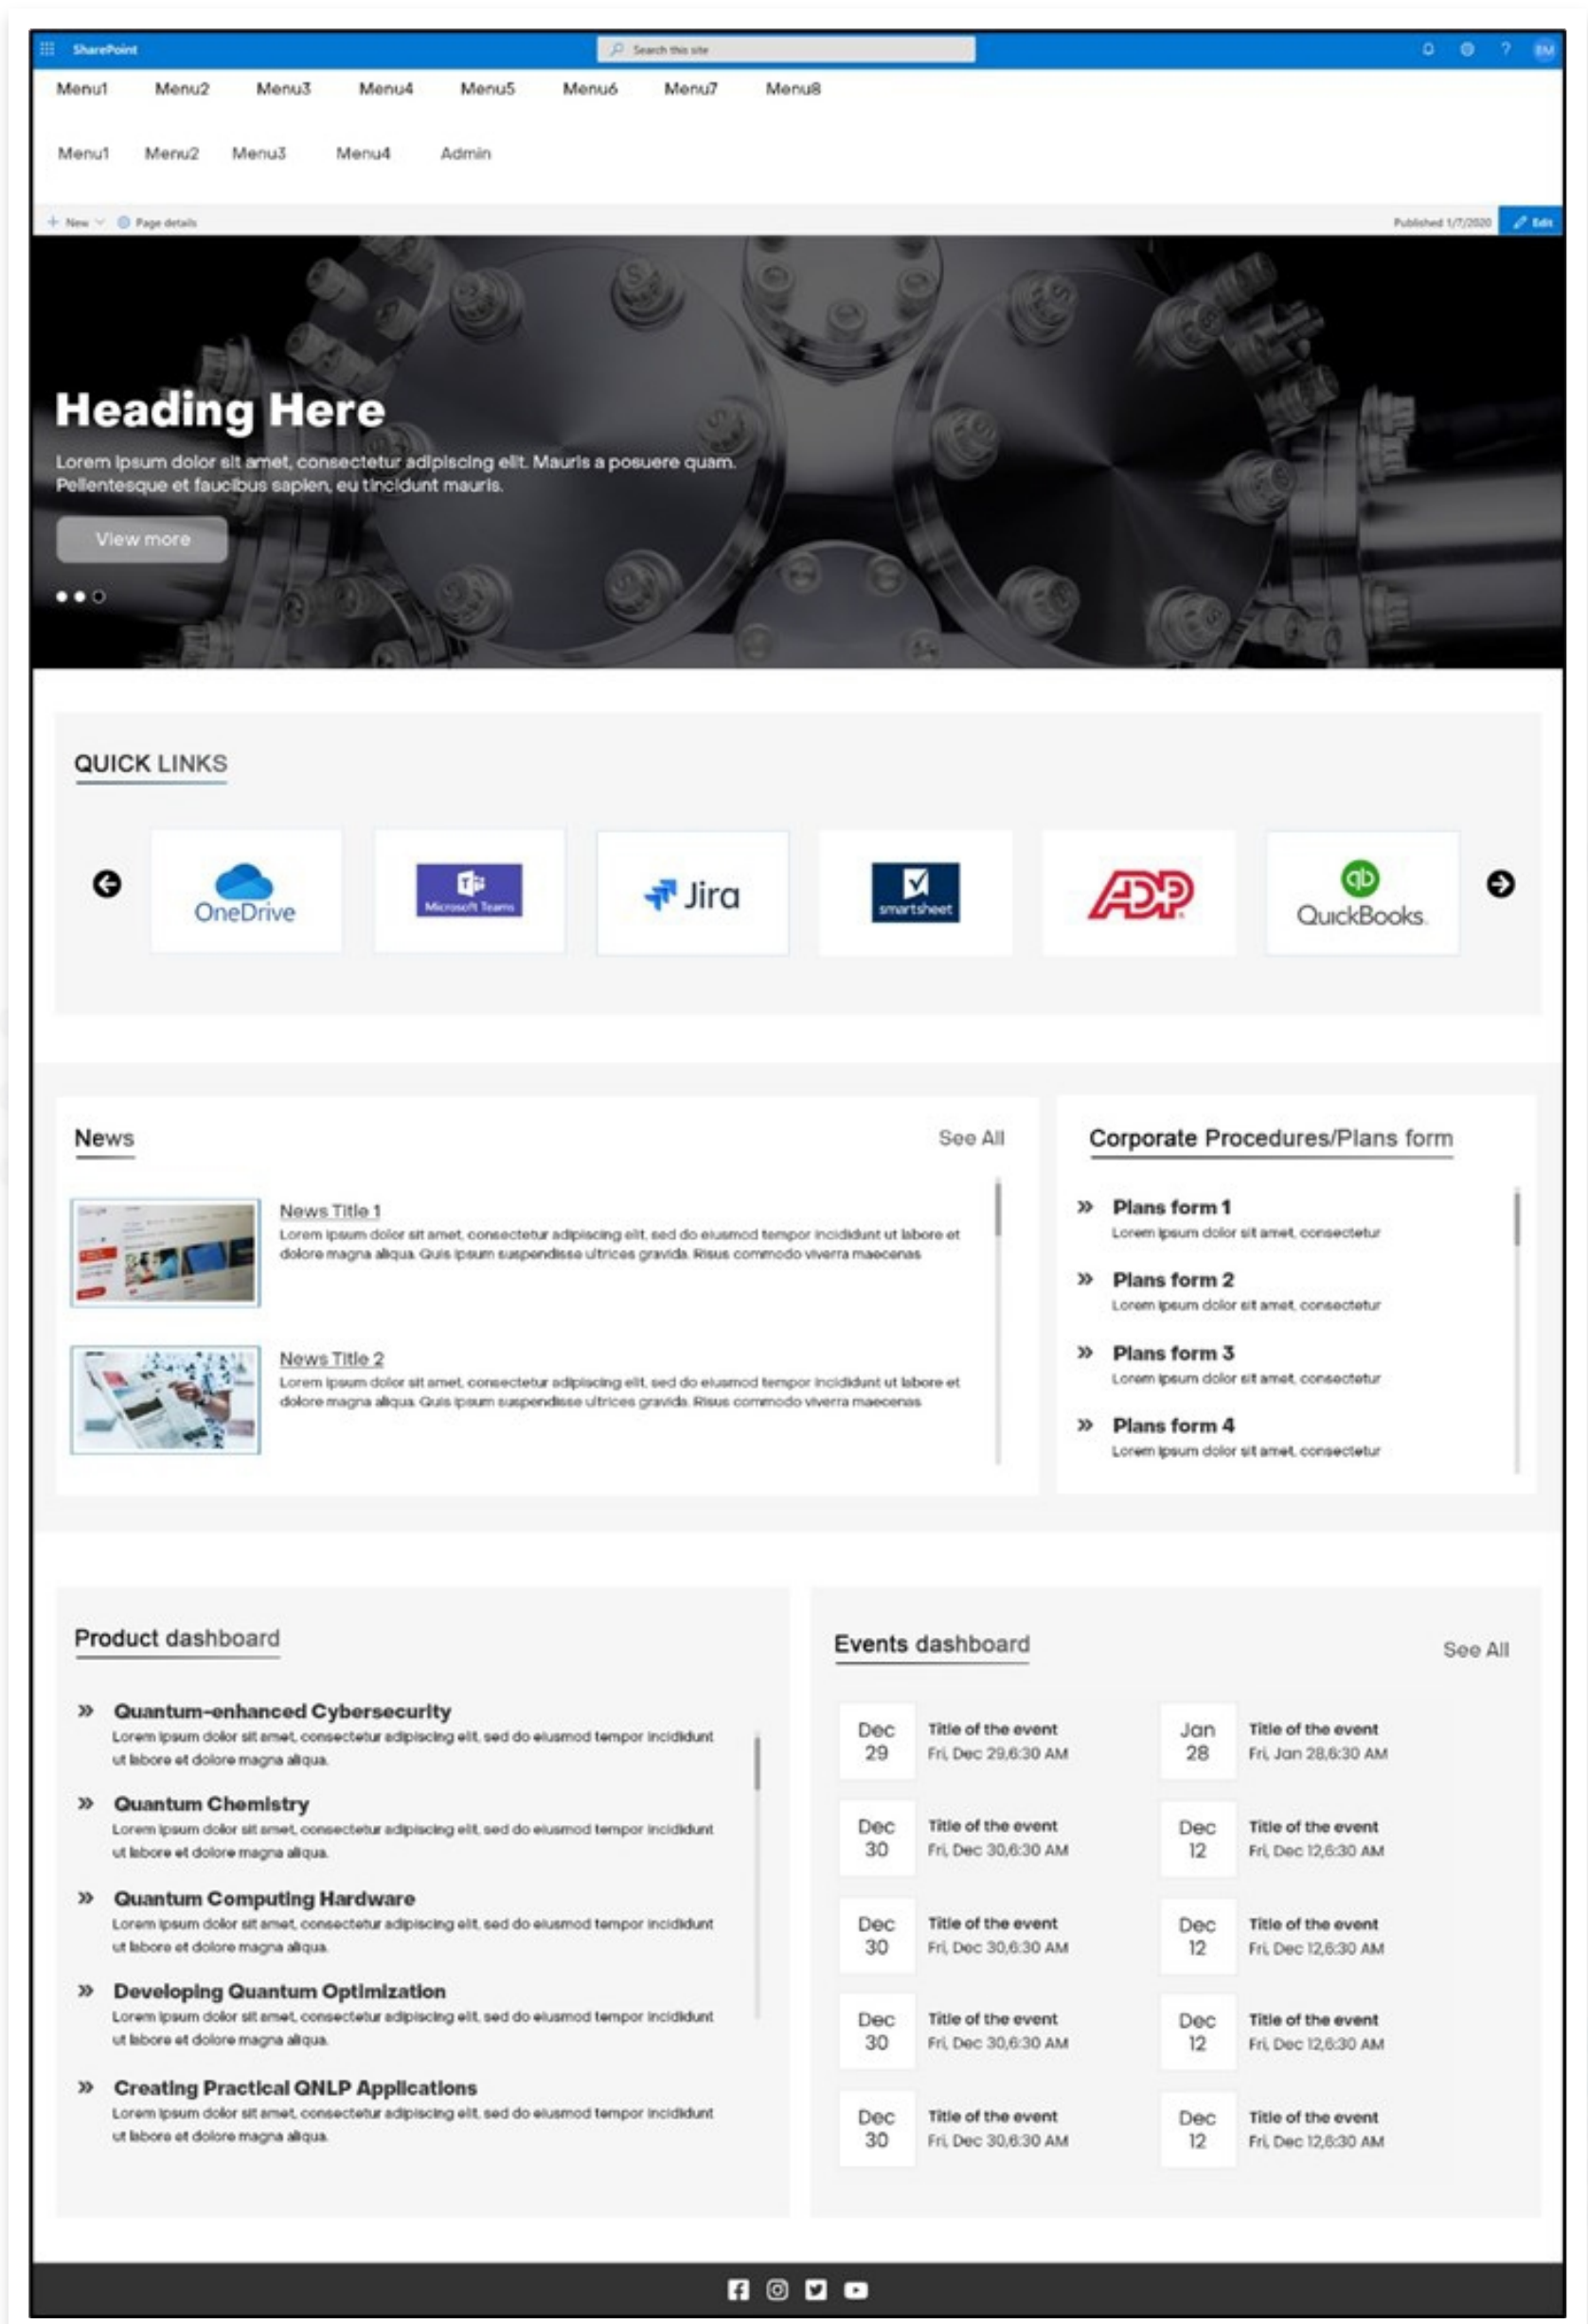 SharePoint
Search this site
?
BM
Menu1 Menu2 Menu3 Menu4 Menu5 Menu6 Menu7 Menu8
Menu1 Menu2 Menu3 Menu4 Admin
+ New Page details
Published 1/7/2020 Edit
Heading Here
Lorem ipsum dolor sit amet, consectetur adipiscing elit. Mauris a posuere quam.
Pellentesque et faucibus sapien, eu tincidunt mauris.
View more
QUICK LINKS
OneDrive
Microsoft Teams
Jira
smartsheet
ADP
qb
QuickBooks.
News
See All
News Title 1
Lorem ipsum dolor sit amet, consectetur adipiscing elit, sed do eiusmod tempor incididunt ut labore et
dolore magna aliqua. Quis ipsum suspendisse ultrices gravida. Risus commodo viverra maecenas
News Title 2
Lorem ipsum dolor sit amet, consectetur adipiscing elit, sed do eiusmod tempor incididunt ut labore et
dolore magna aliqua. Quis ipsum suspendisse ultrices gravida. Risus commodo viverra maecenas
Corporate Procedures/Plans form
» Plans form 1
Lorem ipsum dolor sit amet, consectetur
» Plans form 2
Lorem ipsum dolor sit amet, consectetur
» Plans form 3
Lorem ipsum dolor sit amet, consectetur
» Plans form 4
Lorem ipsum dolor sit amet, consectetur
Product dashboard
» Quantum-enhanced Cybersecurity
Lorem ipsum dolor sit amet, consectetur adipiscing elit, sed do eiusmod tempor incididunt
ut labore et dolore magna aliqua.
» Quantum Chemistry
Lorem ipsum dolor sit amet, consectetur adipiscing elit, sed do eiusmod tempor incididunt
ut labore et dolore magna aliqua.
» Quantum Computing Hardware
Lorem ipsum dolor sit amet, consectetur adipiscing elit, sed do eiusmod tempor incididunt
ut labore et dolore magna aliqua.
» Developing Quantum Optimization
Lorem ipsum dolor sit amet, consectetur adipiscing elit, sed do eiusmod tempor incididunt
ut labore et dolore magna aliqua.
» Creating Practical QNLP Applications
Lorem ipsum dolor sit amet, consectetur adipiscing elit, sed do eiusmod tempor incididunt
ut labore et dolore magna aliqua.
Events dashboard
See All
Dec
29
Title of the event
Fri, Dec 29,6:30 AM
Jan
28
Title of the event
Fri, Jan 28,6:30 AM
Dec
30
Title of the event
Fri, Dec 30,6:30 AM
Dec
12
Title of the event
Fri, Dec 12,6:30 AM
Dec
30
Title of the event
Fri, Dec 30,6:30 AM
Dec
12
Title of the event
Fri, Dec 12,6:30 AM
Dec
30
Title of the event
Fri, Dec 30,6:30 AM
Dec
12
Title of the event
Fri, Dec 12,6:30 AM
Dec
30
Title of the event
Fri, Dec 30,6:30 AM
Dec
12
Title of the event
Fri, Dec 12,6:30 AM